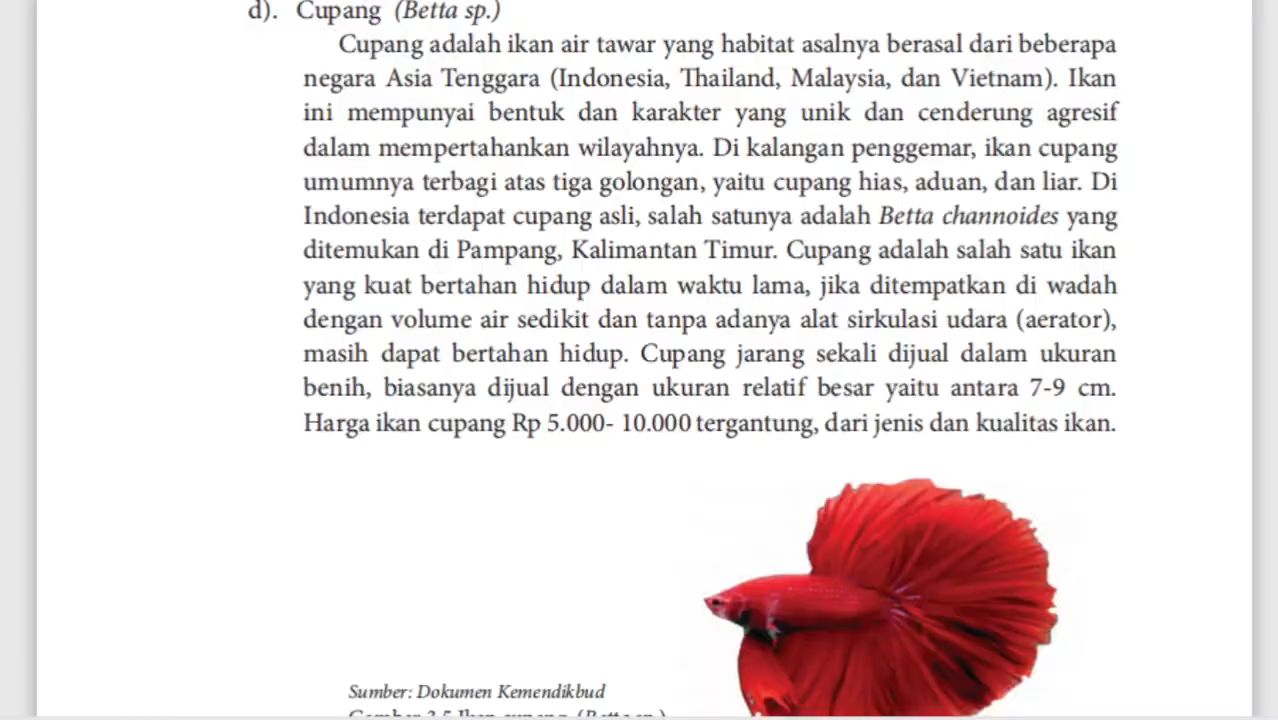 d). Cupang (Betta sp.)
Cupang adalah ikan air tawar yang habitat asalnya berasal dari beberapa
negara Asia Tenggara (Indonesia, Thailand, Malaysia, dan Vietnam). Ikan
ini mempunyai bentuk dan karakter yang unik dan cenderung agresif
dalam mempertahankan wilayahnya. Di kalangan penggemar, ikan cupang
umumnya terbagi atas tiga golongan, yaitu cupang hias, aduan, dan liar. Di
Indonesia terdapat cupang asli, salah satunya adalah Betta channoides yang
ditemukan di Pampang, Kalimantan Timur. Cupang adalah salah satu ikan
yang kuat bertahan hidup dalam waktu lama, jika ditempatkan di wadah
dengan volume air sedikit dan tanpa adanya alat sirkulasi udara (aerator),
masih dapat bertahan hidup. Cupang jarang sekali dijual dalam ukuran
benih, biasanya dijual dengan ukuran relatif besar yaitu antara 7-9 cm.
Harga ikan cupang Rp 5.000- 10.000 tergantung, dari jenis dan kualitas ikan.
Sumber: Dokumen Kemendikbud
Gambar 3.5 Ikan cupang (Betta sp.)